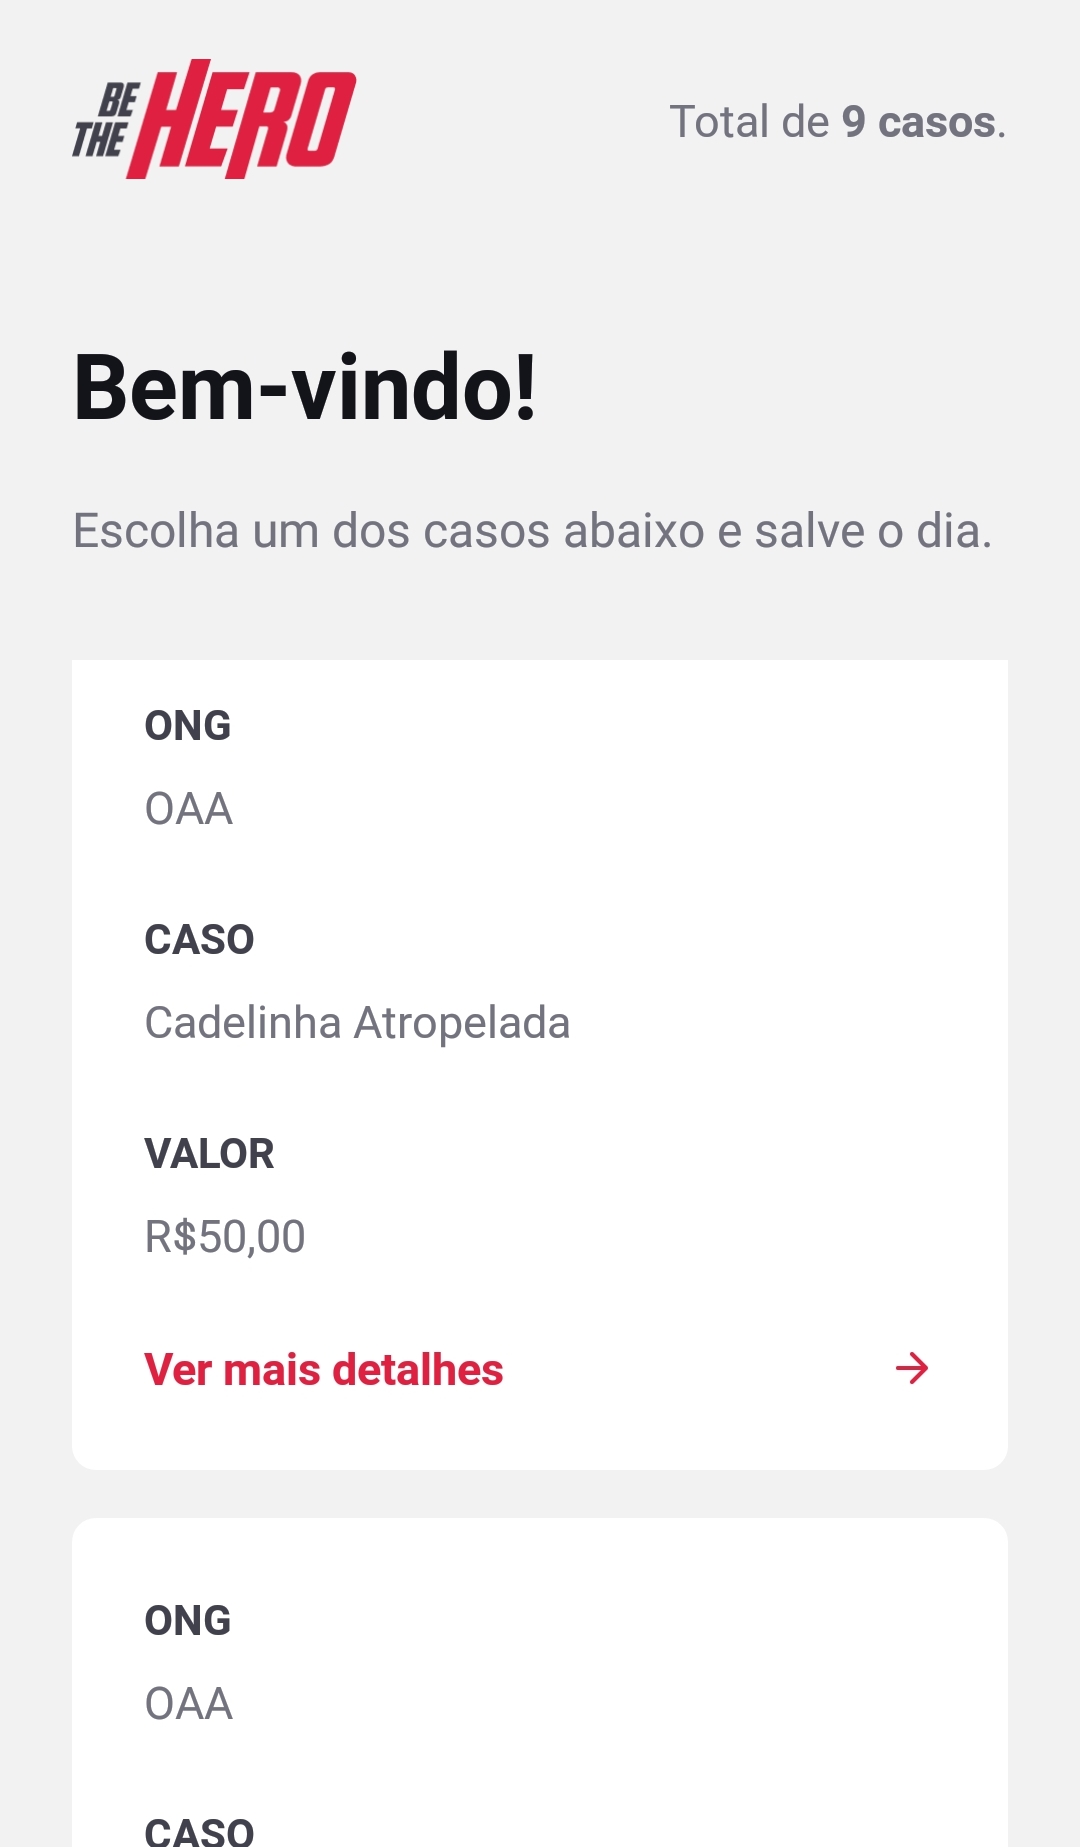 BE THE HERO
Total de 9 casos.
Bem-vindo!
Escolha um dos casos abaixo e salve o dia.
ONG
OAA
CASO
Cadelinha Atropelada
VALOR
R$50,00
Ver mais detalhes
ONG
OAA
CASO